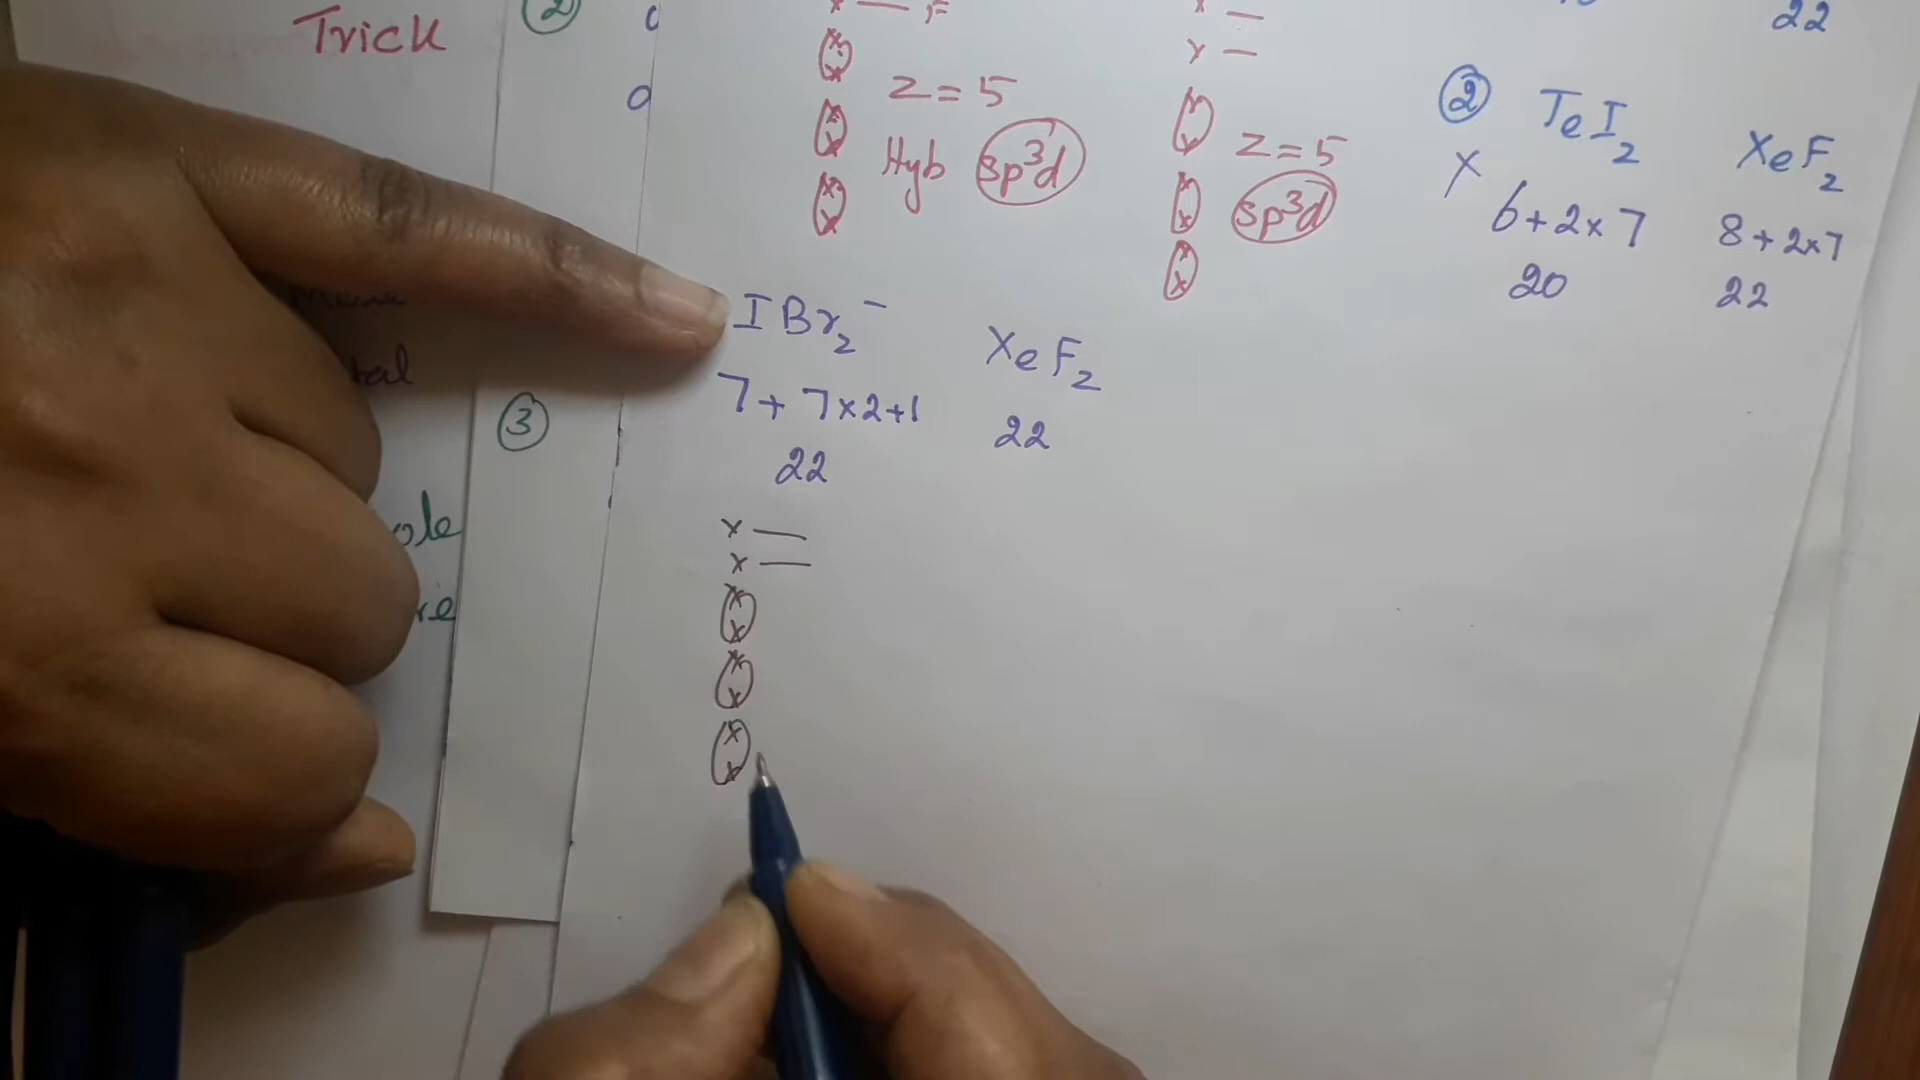 Trick
2
Z = 5
Hyb sp³d
Z = 5
sp³d
22
2 TeI₂ XeF₂
x 6+2×7 8+2×7
20 22
IBr₂⁻ XeF₂
3 7+7×2+1 22
22
x —
x —
x
x
x
x
x
x